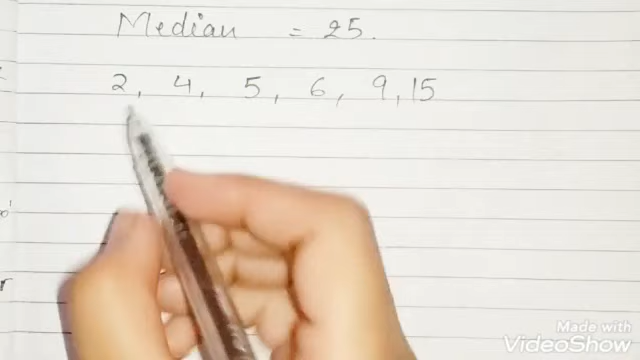 Median = 25.
2, 4, 5, 6, 9, 15
Made with
VideoShow